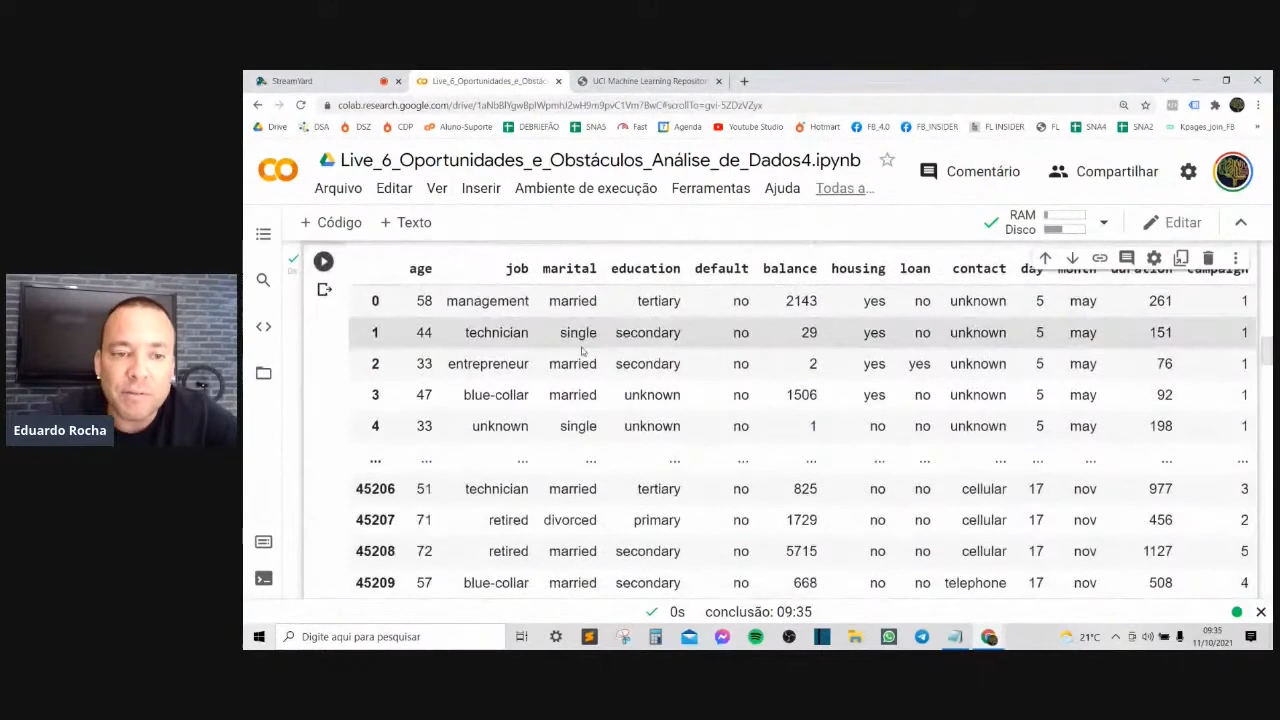 StreamYard
Live_6_Oportunidades_e_Obstác
UCI Machine Learning Repositor
colab.research.google.com/drive/
Drive DSA DSZ CDP Aluno-Suporte DEBRIEFÃO SNA5 Fast Agenda Youtube Studio Hotmart FB_4.0 FB_INSIDER FL INSIDER FL SNA4 SNA2 Kpages_join_FB »
Live_6_Oportunidades_e_Obstáculos_Análise_de_Dados4.ipynb
Comentário Compartilhar
Arquivo Editar Ver Inserir Ambiente de execução Ferramentas Ajuda Todas a...
+ Código + Texto
RAM
Disco
Editar
0s
age job marital education default balance housing loan contact day month duration campaign
0 58 management married tertiary no 2143 yes no unknown 5 may 261 1
1 44 technician single secondary no 29 yes no unknown 5 may 151 1
2 33 entrepreneur married secondary no 2 yes yes unknown 5 may 76 1
3 47 blue-collar married unknown no 1506 yes no unknown 5 may 92 1
4 33 unknown single unknown no 1 no no unknown 5 may 198 1
... ... ... ... ... ... ... ... ... ... ... ... ... ...
45206 51 technician married tertiary no 825 no no cellular 17 nov 977 3
45207 71 retired divorced primary no 1729 no no cellular 17 nov 456 2
45208 72 retired married secondary no 5715 no no cellular 17 nov 1127 5
45209 57 blue-collar married secondary no 668 no no telephone 17 nov 508 4
Eduardo Rocha
0s conclusão: 09:35
Digite aqui para pesquisar
21°C
09:35
11/10/2021